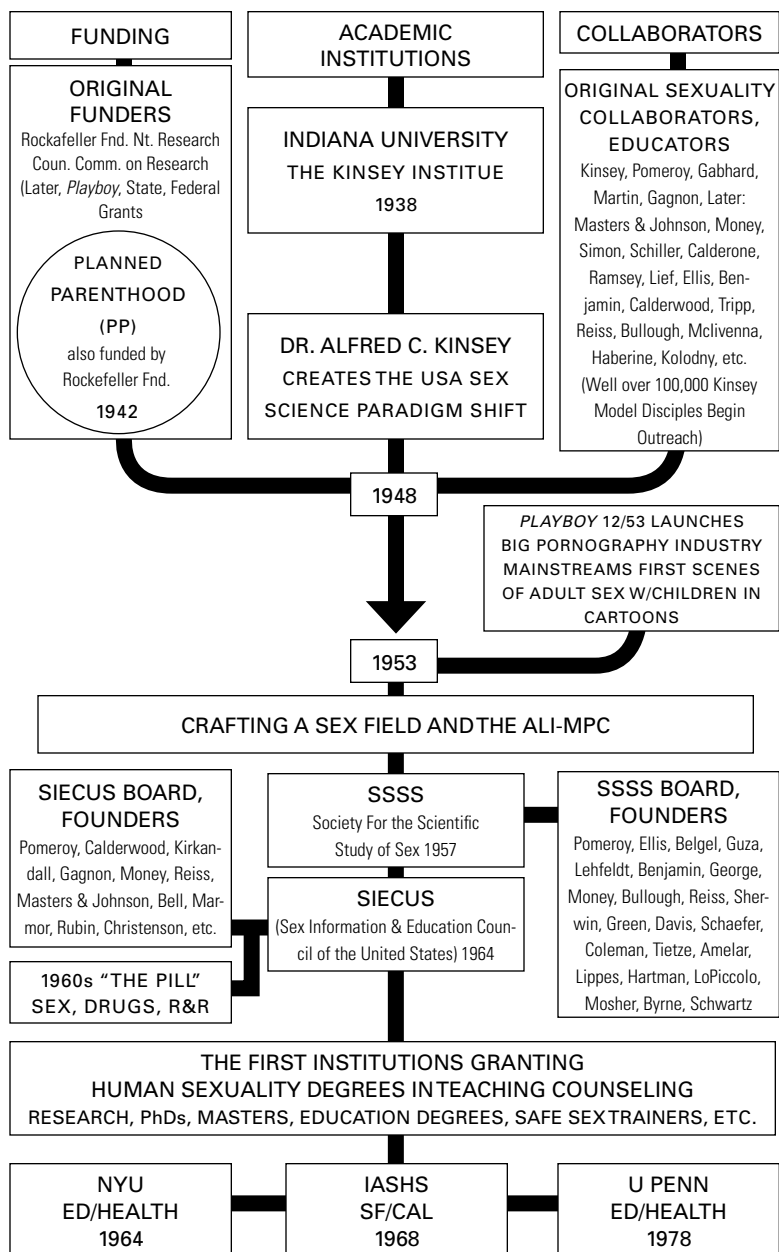 FUNDING
ORIGINAL
FUNDERS
Rockafeller Fnd. Nt. Research
Coun. Comm. on Research
(Later, Playboy, State, Federal
Grants
PLANNED
PARENTHOOD
(PP)
also funded by
Rockefeller Fnd.
1942
ACADEMIC
INSTITUTIONS
INDIANA UNIVERSITY
THE KINSEY INSTITUE
1938
DR. ALFRED C. KINSEY
CREATES THE USA SEX
SCIENCE PARADIGM SHIFT
COLLABORATORS
ORIGINAL SEXUALITY
COLLABORATORS,
EDUCATORS
Kinsey, Pomeroy, Gabhard,
Martin, Gagnon, Later:
Masters & Johnson, Money,
Simon, Schiller, Calderone,
Ramsey, Lief, Ellis, Ben-
jamin, Calderwood, Tripp,
Reiss, Bullough, Mclivenna,
Haberine, Kolodny, etc.
(Well over 100,000 Kinsey
Model Disciples Begin
Outreach)
1948
PLAYBOY 12/53 LAUNCHES
BIG PORNOGRAPHY INDUSTRY
MAINSTREAMS FIRST SCENES
OF ADULT SEX W/CHILDREN IN
CARTOONS
1953
CRAFTING A SEX FIELD AND THE ALI-MPC
SIECUS BOARD,
FOUNDERS
Pomeroy, Calderwood, Kirkan-
dall, Gagnon, Money, Reiss,
Masters & Johnson, Bell, Mar-
mor, Rubin, Christenson, etc.
1960s “THE PILL”
SEX, DRUGS, R&R
SSSS
Society For the Scientific
Study of Sex 1957
SIECUS
(Sex Information & Education Coun-
cil of the United States) 1964
SSSS BOARD,
FOUNDERS
Pomeroy, Ellis, Belgel, Guza,
Lehfeldt, Benjamin, George,
Money, Bullough, Reiss, Sher-
win, Green, Davis, Schaefer,
Coleman, Tietze, Amelar,
Lippes, Hartman, LoPiccolo,
Mosher, Byrne, Schwartz
THE FIRST INSTITUTIONS GRANTING
HUMAN SEXUALITY DEGREES IN TEACHING COUNSELING
RESEARCH, PhDs, MASTERS, EDUCATION DEGREES, SAFE SEX TRAINERS, ETC.
NYU
ED/HEALTH
1964
IASHS
SF/CAL
1968
U PENN
ED/HEALTH
1978